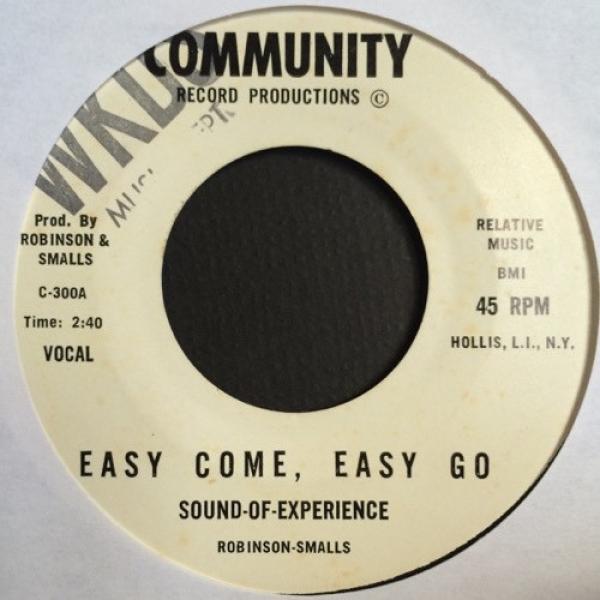 COMMUNITY
RECORD PRODUCTIONS ©
Prod. By
ROBINSON &
SMALLS
C-300A
Time: 2:40
VOCAL
RELATIVE
MUSIC
BMI
45 RPM
HOLLIS, L.I., N.Y.
EASY COME, EASY GO
SOUND-OF-EXPERIENCE
ROBINSON-SMALLS